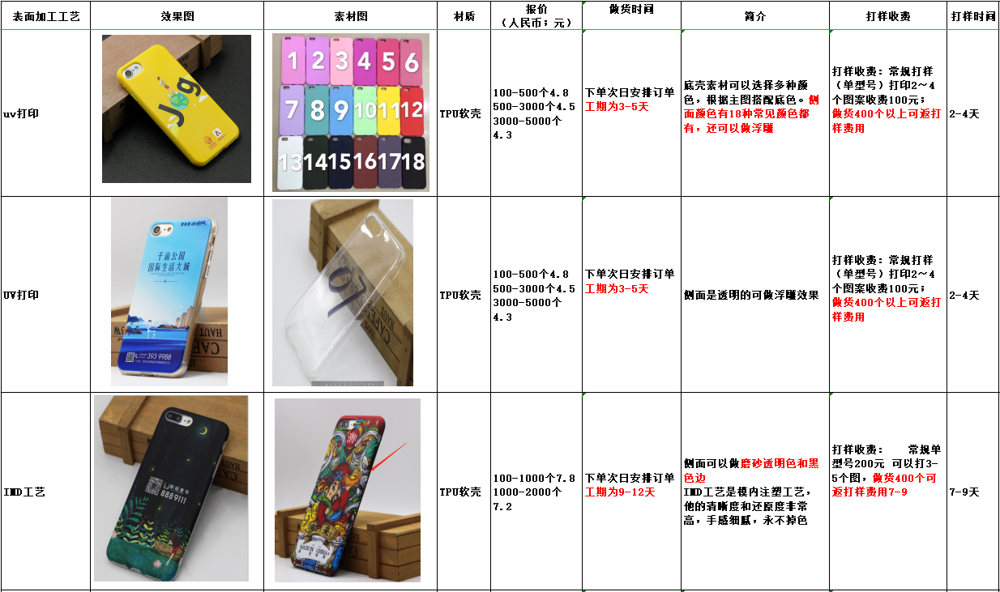 表面加工工艺
效果图
素材图
材质
报价
（人民币；元）
做货时间
简介
打样收费
打样时间
uv打印
Jog
A
1 2 3 4 5 6
7 8 9 10 11 12
13 14 15 16 17 18
TPU软壳
100-500个4.8
500-3000个4.5
3000-5000个
4.3
下单次日安排订单
工期为3-5天
底壳素材可以选择多种颜
色，根据主图搭配底色。侧
面颜色有18种常见颜色都
有，还可以做浮雕
打样收费：常规打样
（单型号）打印2～4
个图案收费100元；
做货400个以上可返打
样费用
2-4天
UV打印
千亩公园
国际生活大城
393 9988
CAFE
HAUT
TPU软壳
100-500个4.8
500-3000个4.5
3000-5000个
4.3
下单次日安排订单
工期为3-5天
侧面是透明的可做浮雕效果
打样收费：常规打样
（单型号）打印2～4
个图案收费100元；
做货400个以上可返打
样费用
2-4天
IMD工艺
8889111
MADE IN CHINA
TPU软壳
100-1000个7.8
1000-2000个
7.2
下单次日安排订单
工期为9-12天
侧面可以做磨砂透明色和黑
色边
IMD工艺是模内注塑工艺，
他的清晰度和还原度非常
高，手感细腻，永不掉色
打样收费： 常规单
型号200元 可以打3-
5个图，做货400个可
返打样费用7-9
7-9天